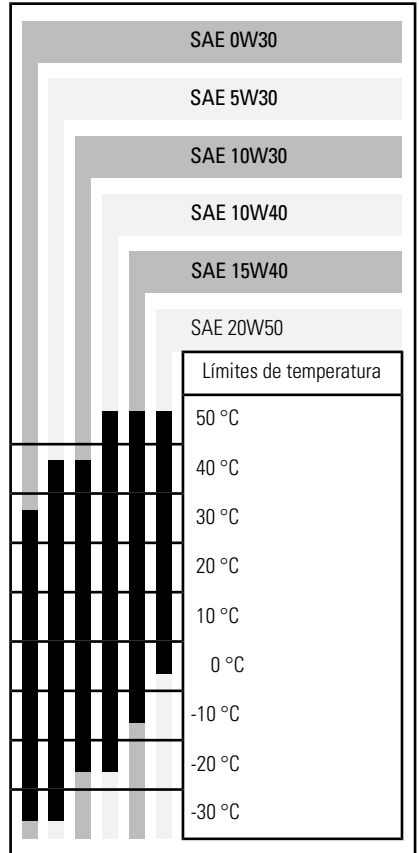 SAE 0W30
SAE 5W30
SAE 10W30
SAE 10W40
SAE 15W40
SAE 20W50
Límites de temperatura
50 °C
40 °C
30 °C
20 °C
10 °C
0 °C
-10 °C
-20 °C
-30 °C